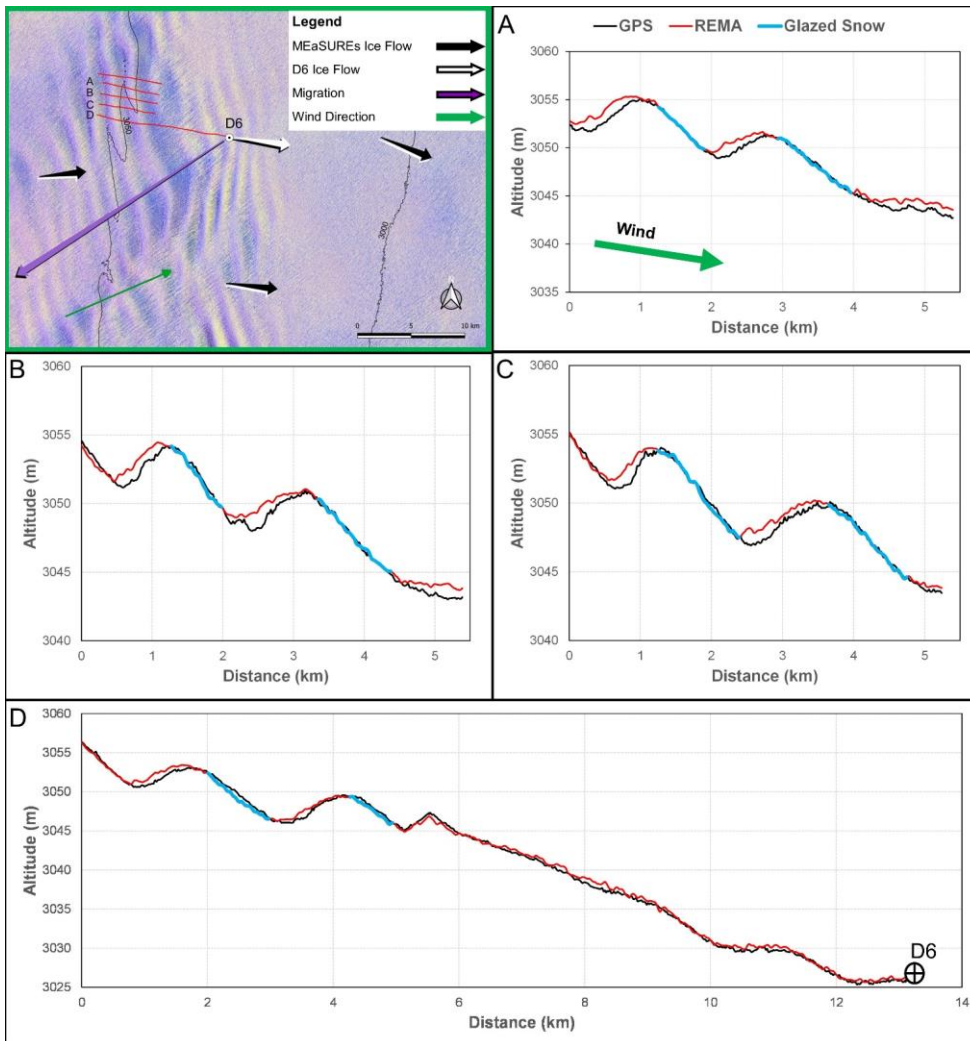 Legend
MEaSUREs Ice Flow
D6 Ice Flow
Migration
Wind Direction
A
B
C
D
3050
D6
3000
0 5 10 km
A
GPS REMA Glazed Snow
3060
3055
3050
3045
3040
3035
Altitude (m)
Wind
0 1 2 3 4 5
Distance (km)
B
3060
3055
3050
3045
3040
Altitude (m)
0 1 2 3 4 5
Distance (km)
C
3060
3055
3050
3045
3040
Altitude (m)
0 1 2 3 4 5
Distance (km)
D
3060
3055
3050
3045
3040
3035
3030
3025
Altitude (m)
D6
0 2 4 6 8 10 12 14
Distance (km)